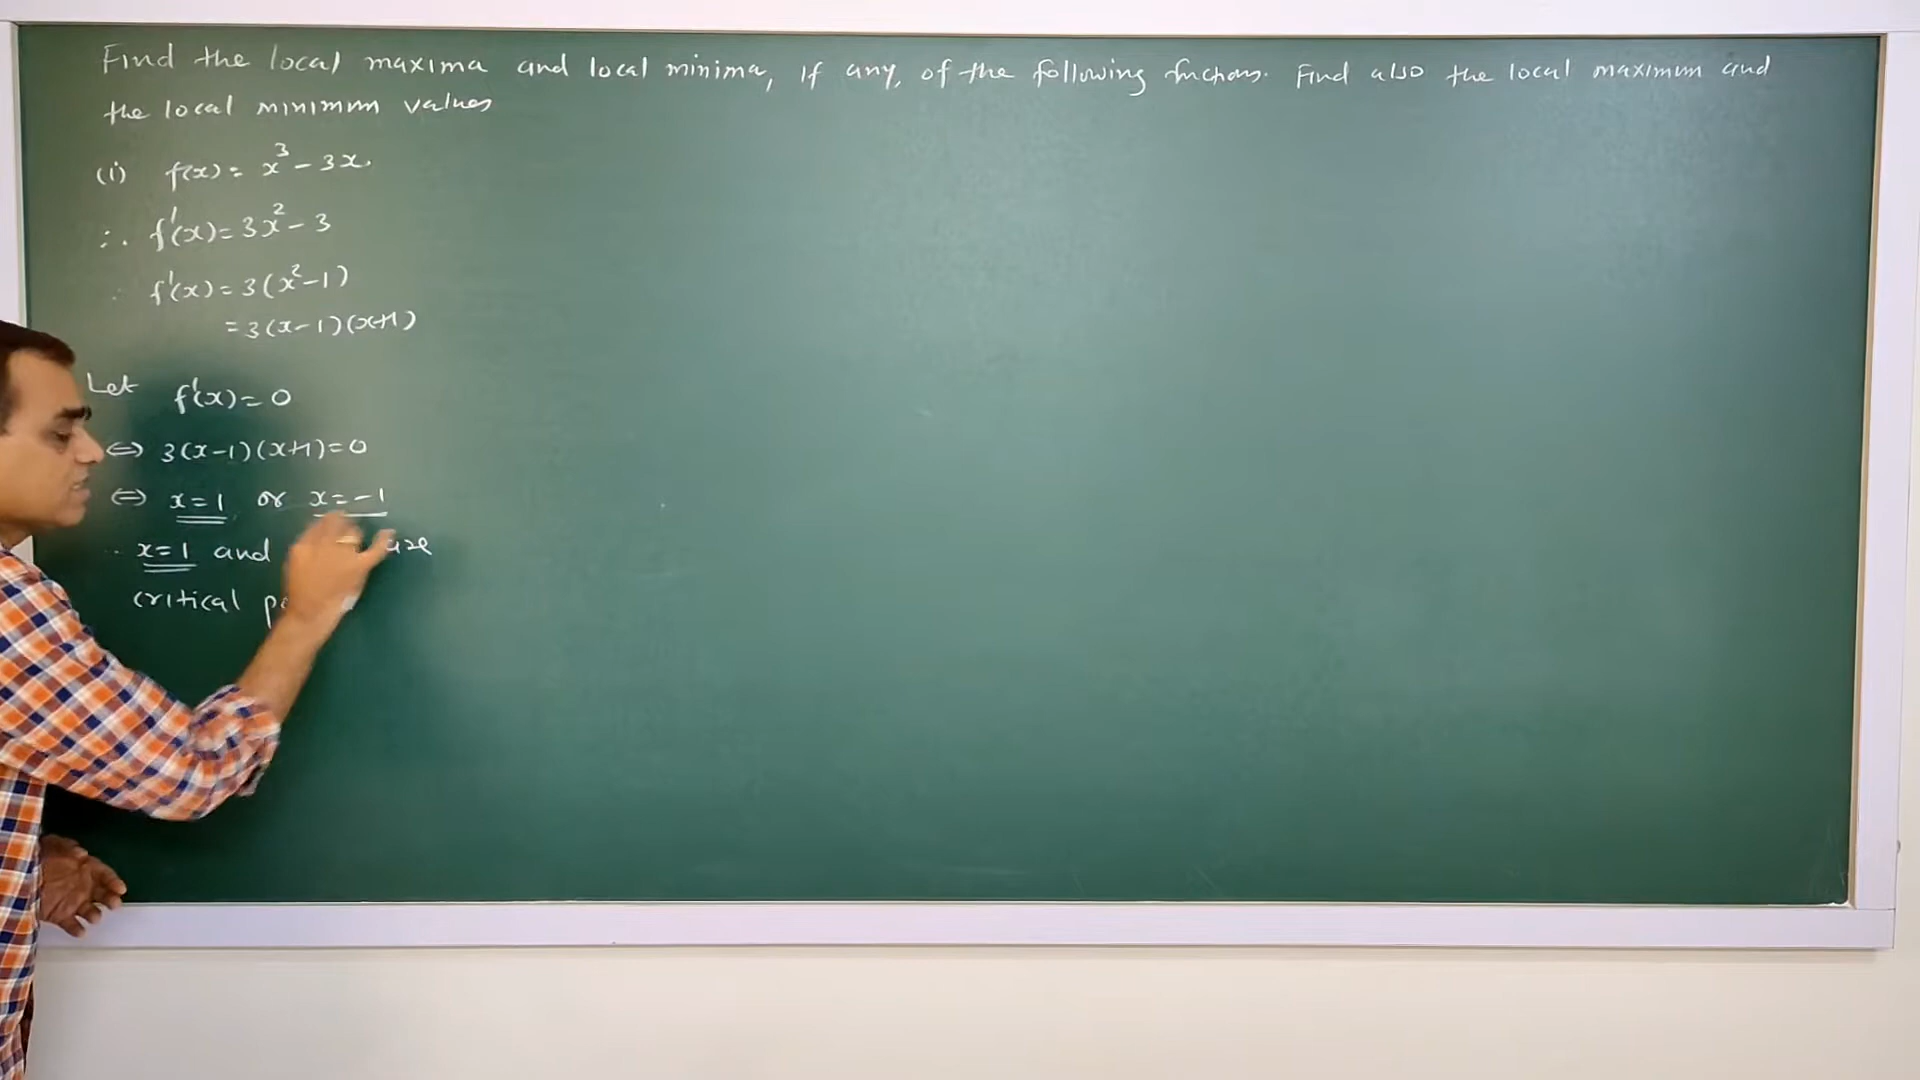 Find the local maxima and local minima, if any, of the following functions. Find also the local maximum and
the local minimum values
(i) f(x) = x³ - 3x.
∴ f'(x) = 3x² - 3
∴ f'(x) = 3(x² - 1)
= 3(x-1)(x+1)
Let f'(x) = 0
⇔ 3(x-1)(x+1) = 0
⇔ x = 1 or x = -1
∴ x = 1 and are
critical